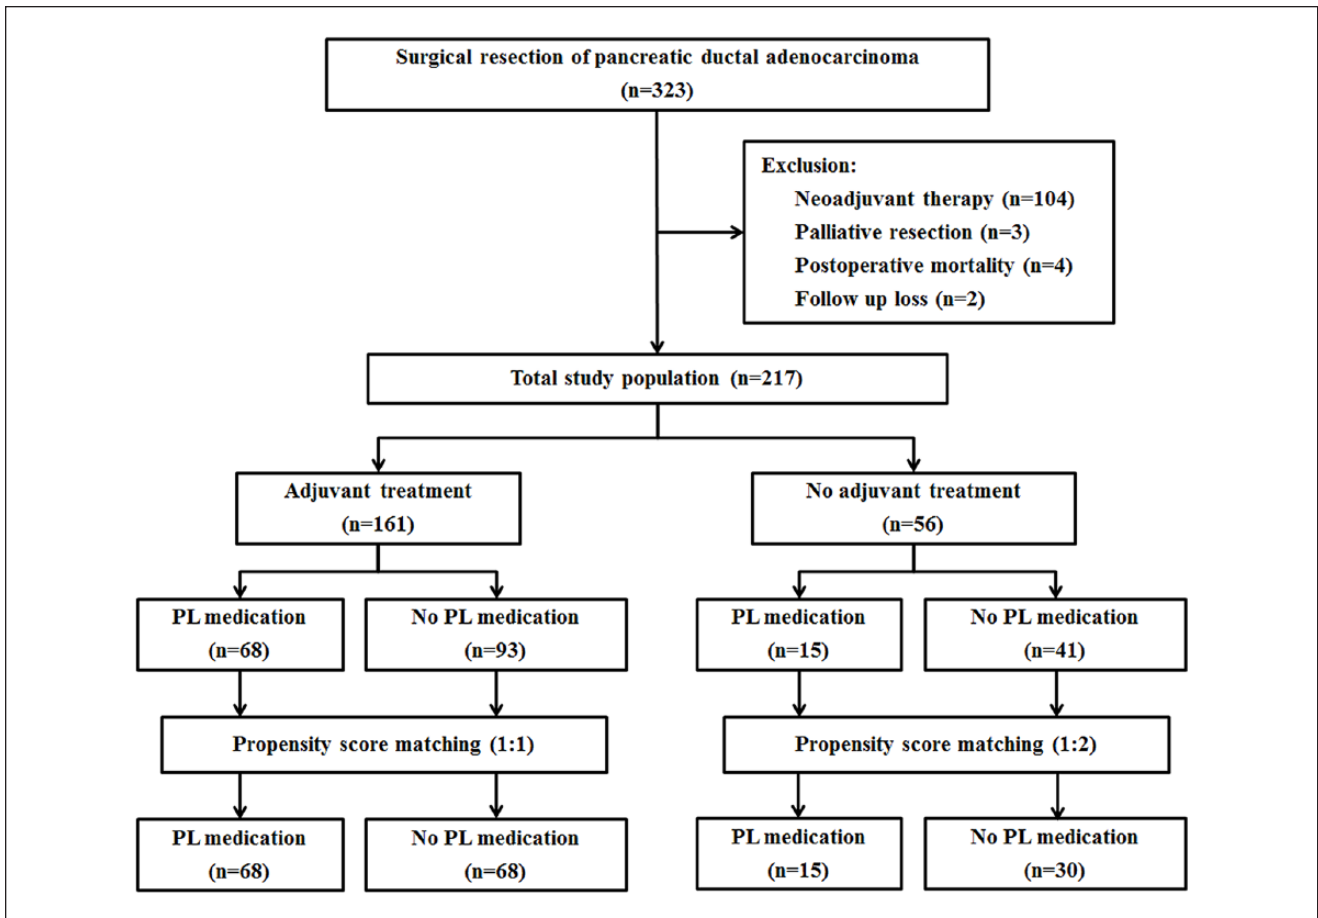 Surgical resection of pancreatic ductal adenocarcinoma
(n=323)
Exclusion:
Neoadjuvant therapy (n=104)
Palliative resection (n=3)
Postoperative mortality (n=4)
Follow up loss (n=2)
Total study population (n=217)
Adjuvant treatment
(n=161)
No adjuvant treatment
(n=56)
PL medication
(n=68)
No PL medication
(n=93)
PL medication
(n=15)
No PL medication
(n=41)
Propensity score matching (1:1)
Propensity score matching (1:2)
PL medication
(n=68)
No PL medication
(n=68)
PL medication
(n=15)
No PL medication
(n=30)